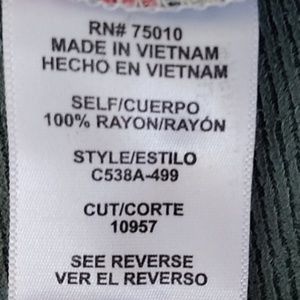 RN# 75010
MADE IN VIETNAM
HECHO EN VIETNAM
SELF/CUERPO
100% RAYON/RAYÓN
STYLE/ESTILO
C538A-499
CUT/CORTE
10957
SEE REVERSE
VER EL REVERSO